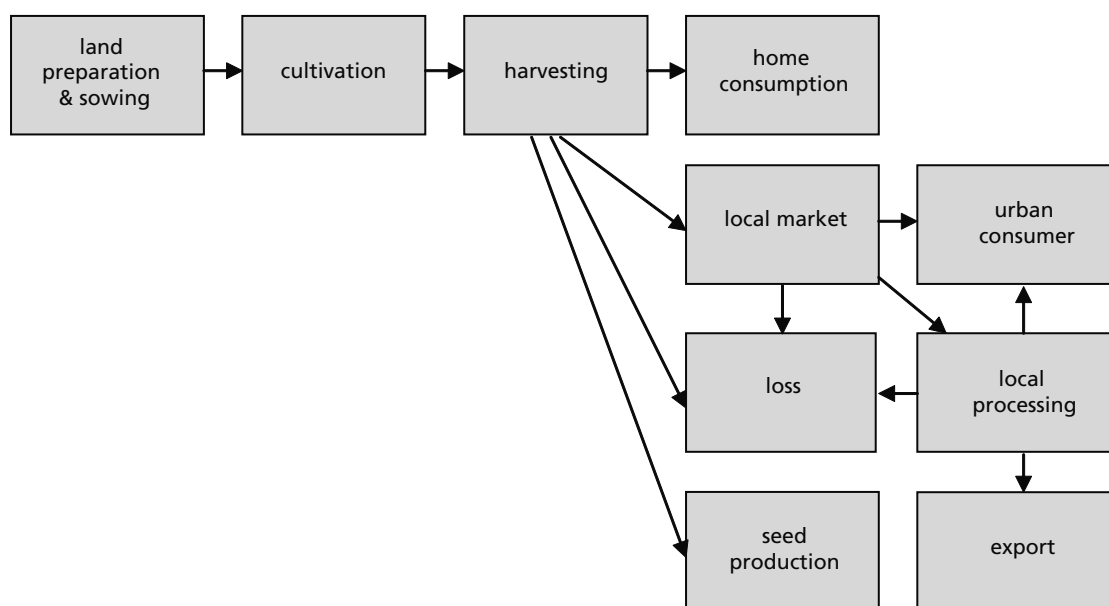 land
preparation
& sowing
cultivation
harvesting
home
consumption
local market
urban
consumer
loss
local
processing
seed
production
export